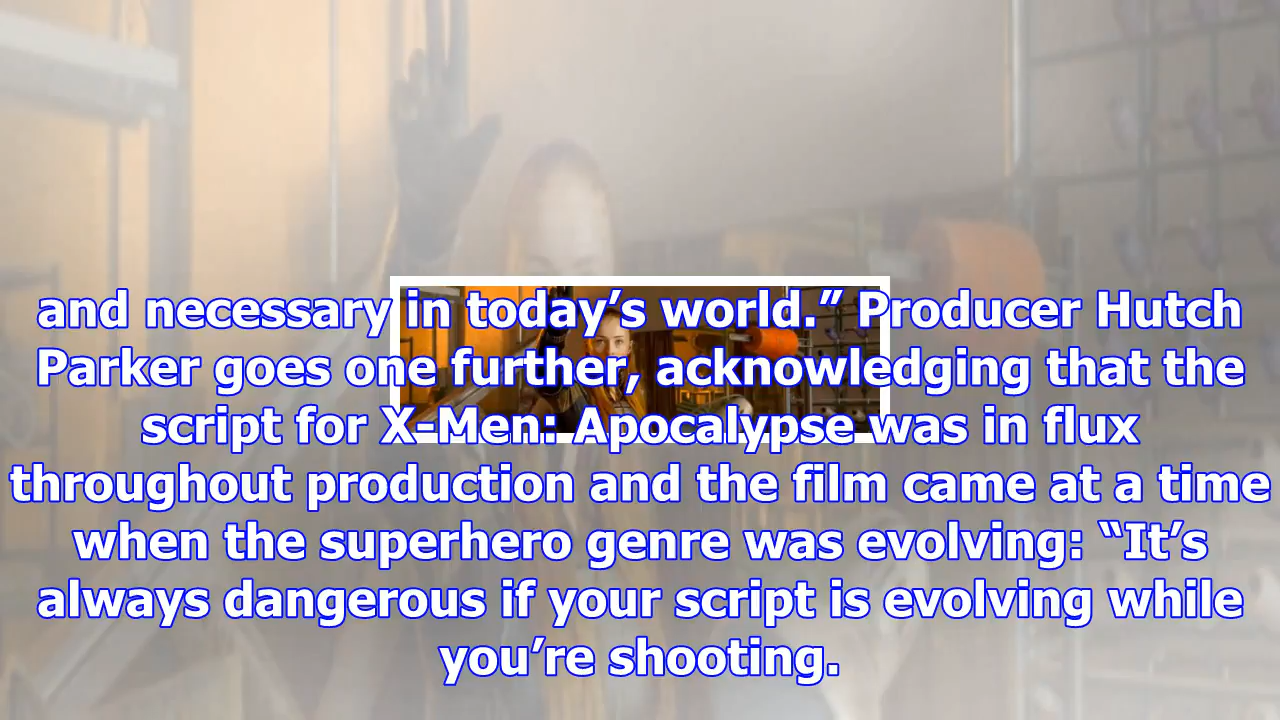 and necessary in today’s world.” Producer Hutch
Parker goes one further, acknowledging that the
script for X-Men: Apocalypse was in flux
throughout production and the film came at a time
when the superhero genre was evolving: “It’s
always dangerous if your script is evolving while
you’re shooting.